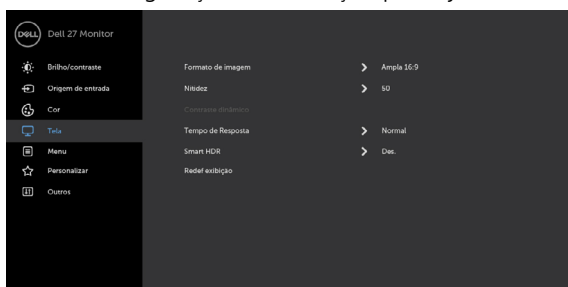 DELL
Dell 27 Monitor
Brilho/contraste
Origem de entrada
Cor
Tela
Menu
Personalizar
Outros
Formato de imagem > Ampla 16:9
Nitidez > 50
Contraste dinâmico
Tempo de Resposta > Normal
Smart HDR > Des.
Redef exibição